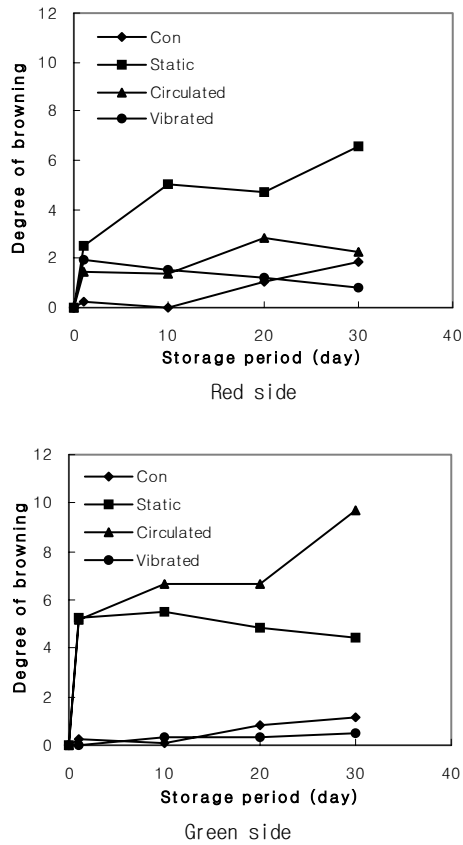 12
10
8
6
4
2
0
Degree of browning
Con
Static
Circulated
Vibrated
0 10 20 30 40
Storage period (day)
Red side
12
10
8
6
4
2
0
Degree of browning
Con
Static
Circulated
Vibrated
0 10 20 30 40
Storage period (day)
Green side